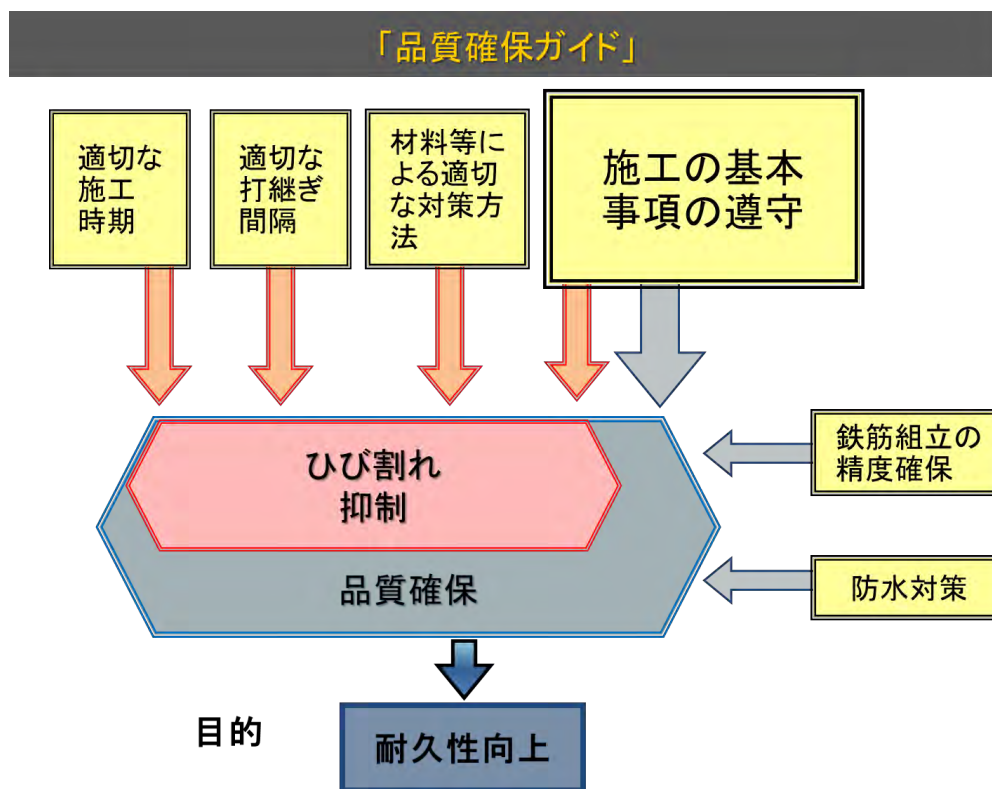 「品質確保ガイド」
適切な
施工
時期
適切な
打継ぎ
間隔
材料等に
よる適切
な対策方
法
施工の基本
事項の遵守
ひび割れ
抑制
品質確保
鉄筋組立の
精度確保
防水対策
目的
耐久性向上